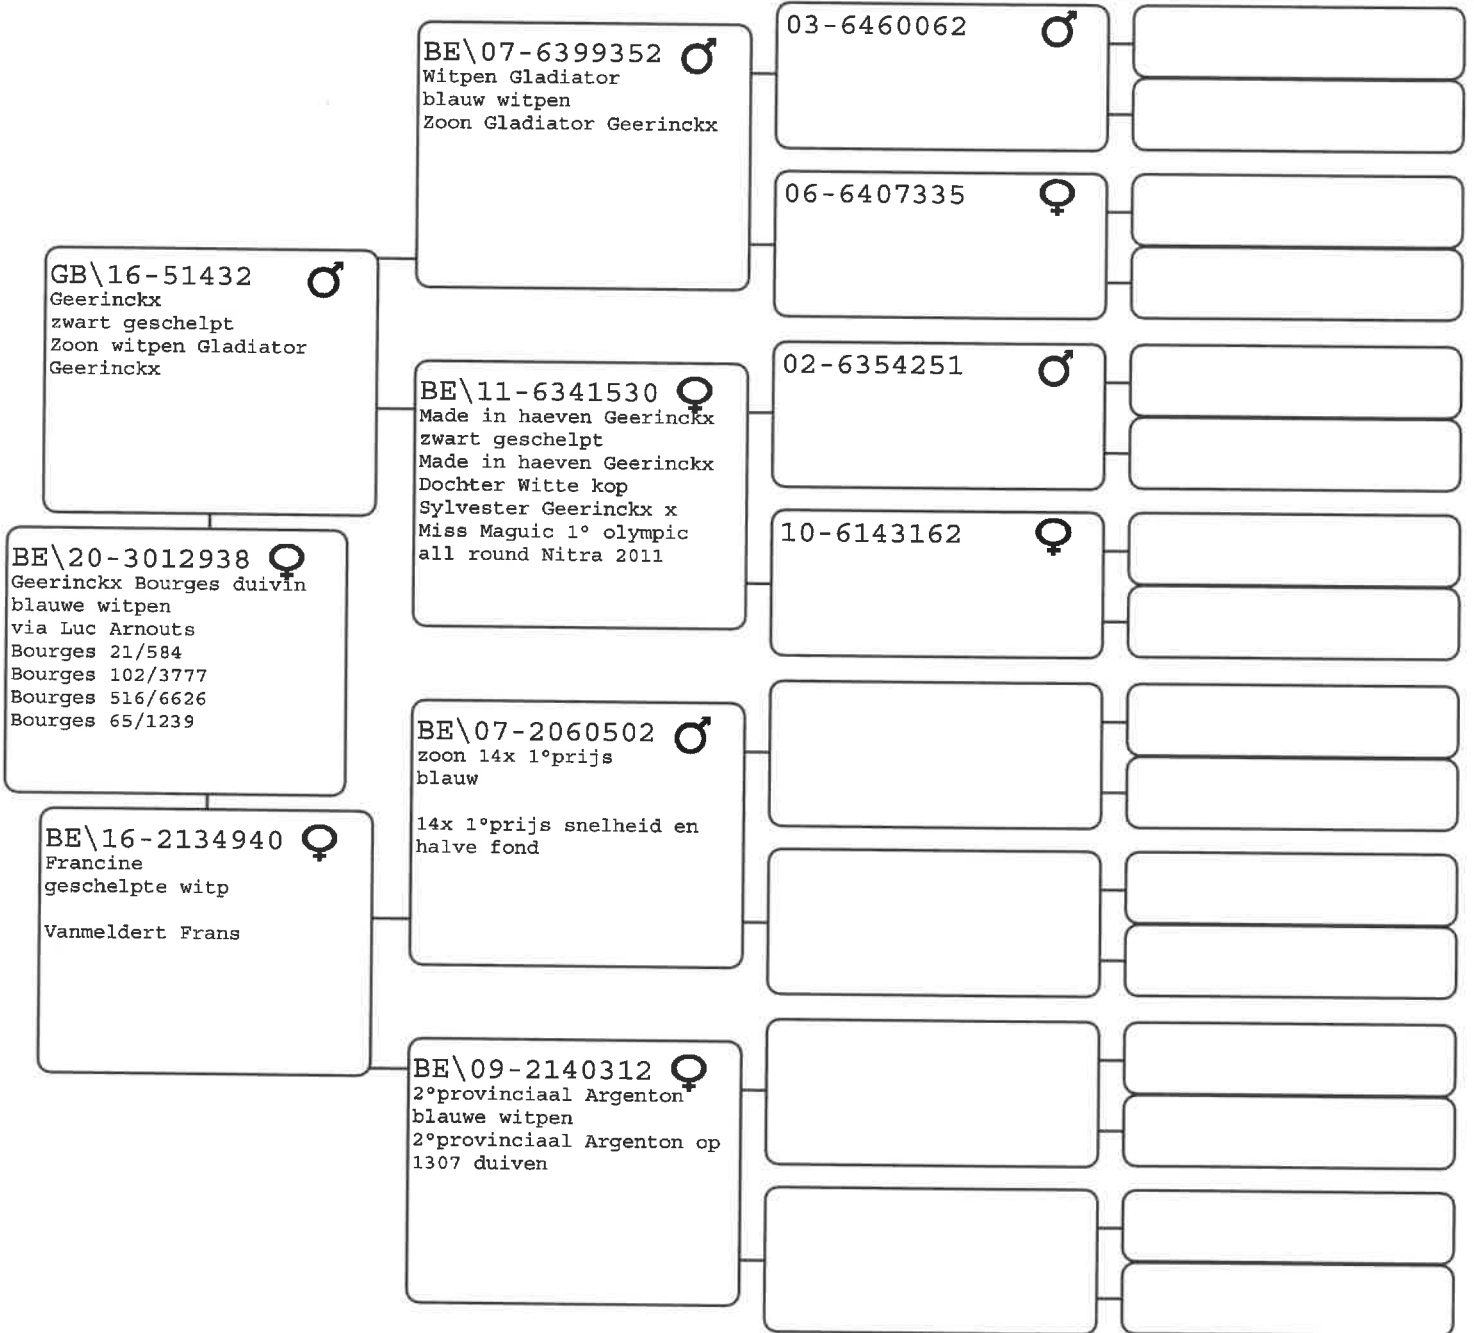 BE\07-6399352
Witpen Gladiator
blauw witpen
Zoon Gladiator Geerinckx
03-6460062
06-6407335
GB\16-51432
Geerinckx
zwart geschelpt
Zoon witpen Gladiator
Geerinckx
BE\11-6341530
Made in haeven Geerinckx
zwart geschelpt
Made in haeven Geerinckx
Dochter Witte kop
Sylvester Geerinckx x
Miss Maguic 1° olympic
all round Nitra 2011
02-6354251
10-6143162
BE\20-3012938
Geerinckx Bourges duivin
blauwe witpen
via Luc Arnouts
Bourges 21/584
Bourges 102/3777
Bourges 516/6626
Bourges 65/1239
BE\07-2060502
zoon 14x 1°prijs
blauw
14x 1°prijs snelheid en
halve fond
BE\16-2134940
Francine
geschelpte witp
Vanmeldert Frans
BE\09-2140312
2°provinciaal Argenton
blauwe witpen
2°provinciaal Argenton op
1307 duiven